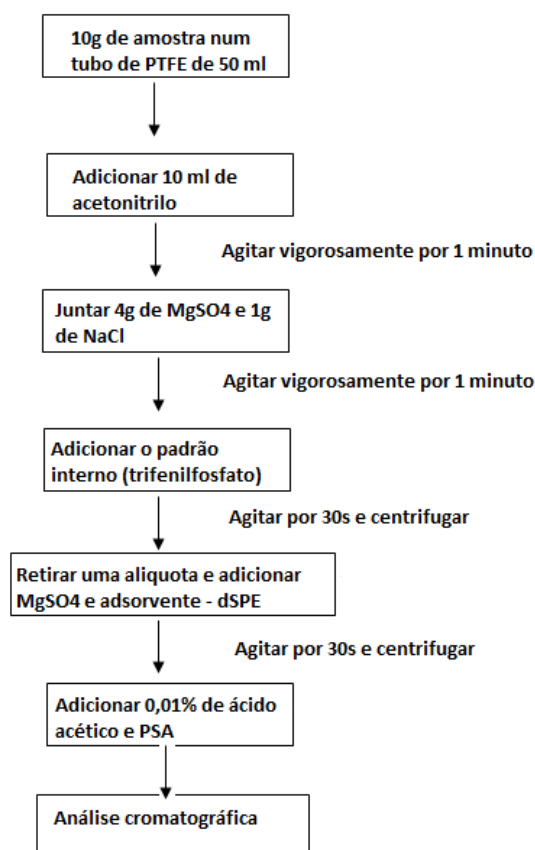 10g de amostra num
tubo de PTFE de 50 ml
Adicionar 10 ml de
acetonitrilo
Agitar vigorosamente por 1 minuto
Juntar 4g de MgSO4 e 1g
de NaCl
Agitar vigorosamente por 1 minuto
Adicionar o padrão
interno (trifenilfosfato)
Agitar por 30s e centrifugar
Retirar uma aliquota e adicionar
MgSO4 e adsorvente - dSPE
Agitar por 30s e centrifugar
Adicionar 0,01% de ácido
acético e PSA
Análise cromatográfica